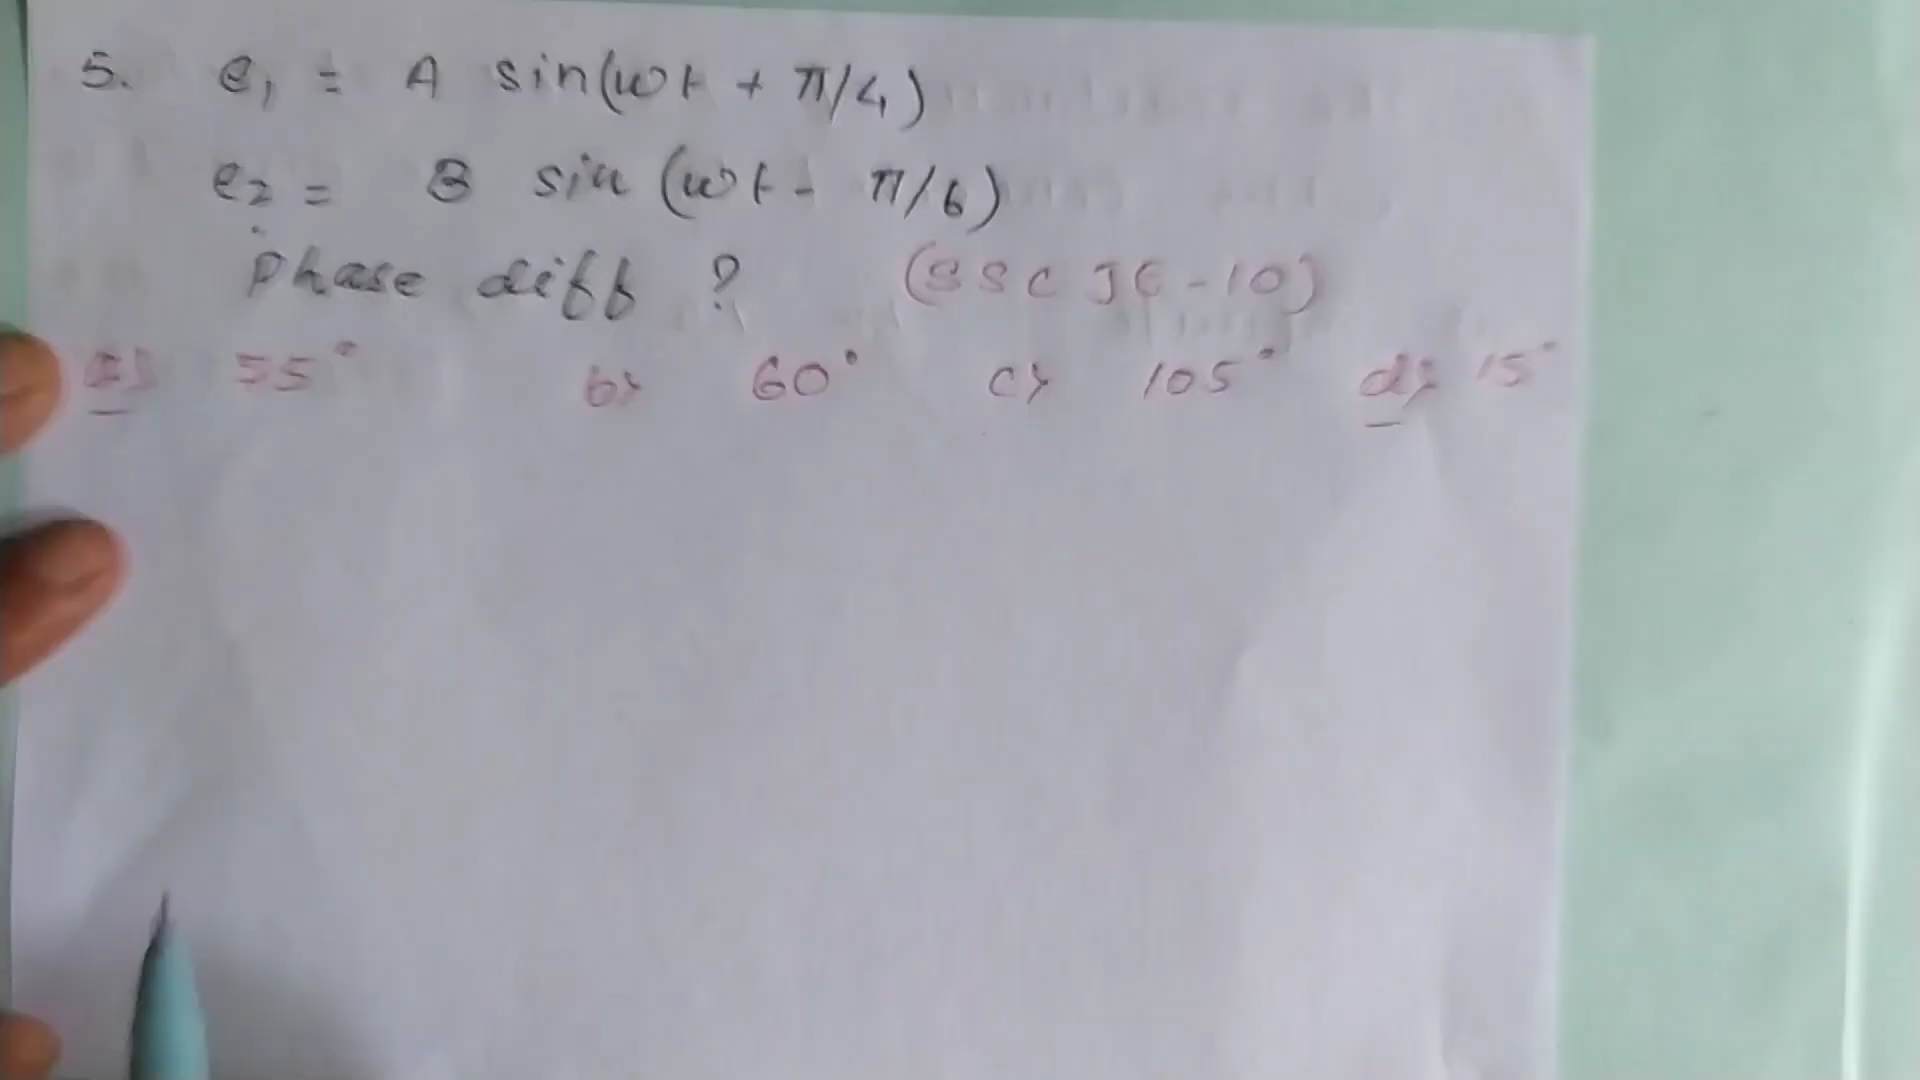 5. e₁ = A sin(ωt + π/4)
e₂ = B sin (ωt - π/6)
Phase diff ? (SSC JE-10)
a) 75° b) 60° c) 105° d) 15°